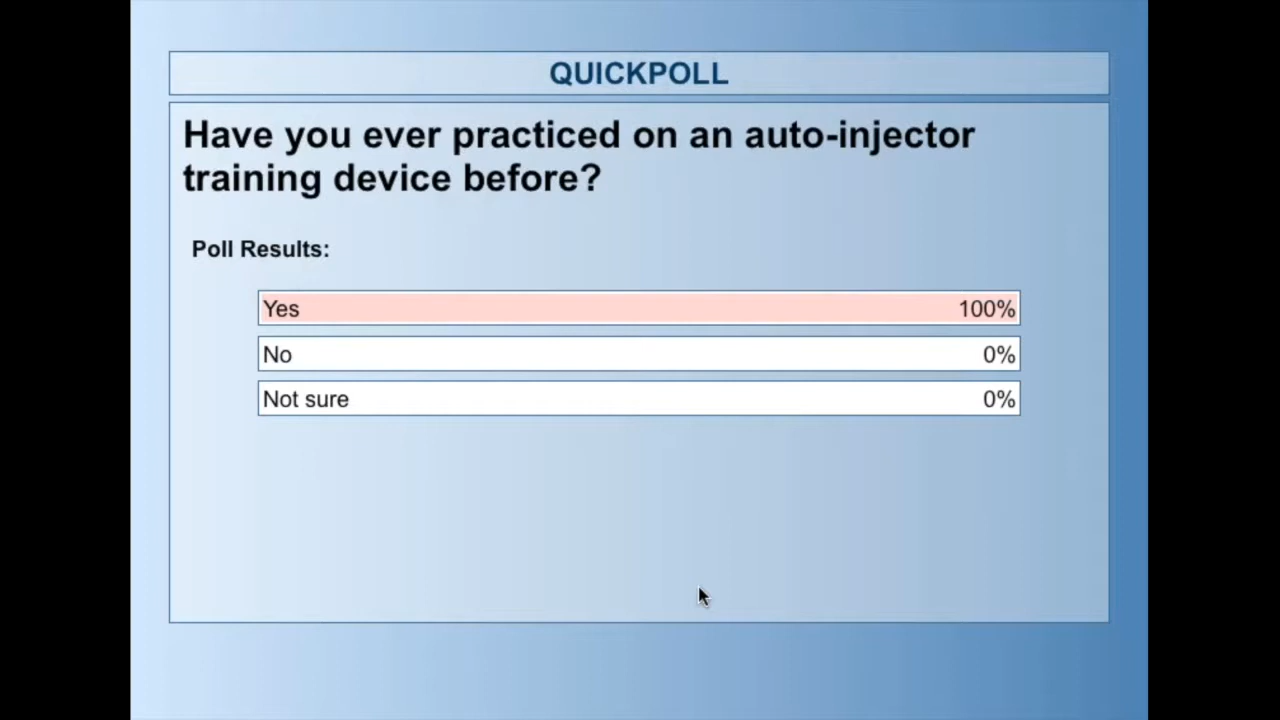 QUICKPOLL
Have you ever practiced on an auto-injector
training device before?
Poll Results:
Yes 100%
No 0%
Not sure 0%